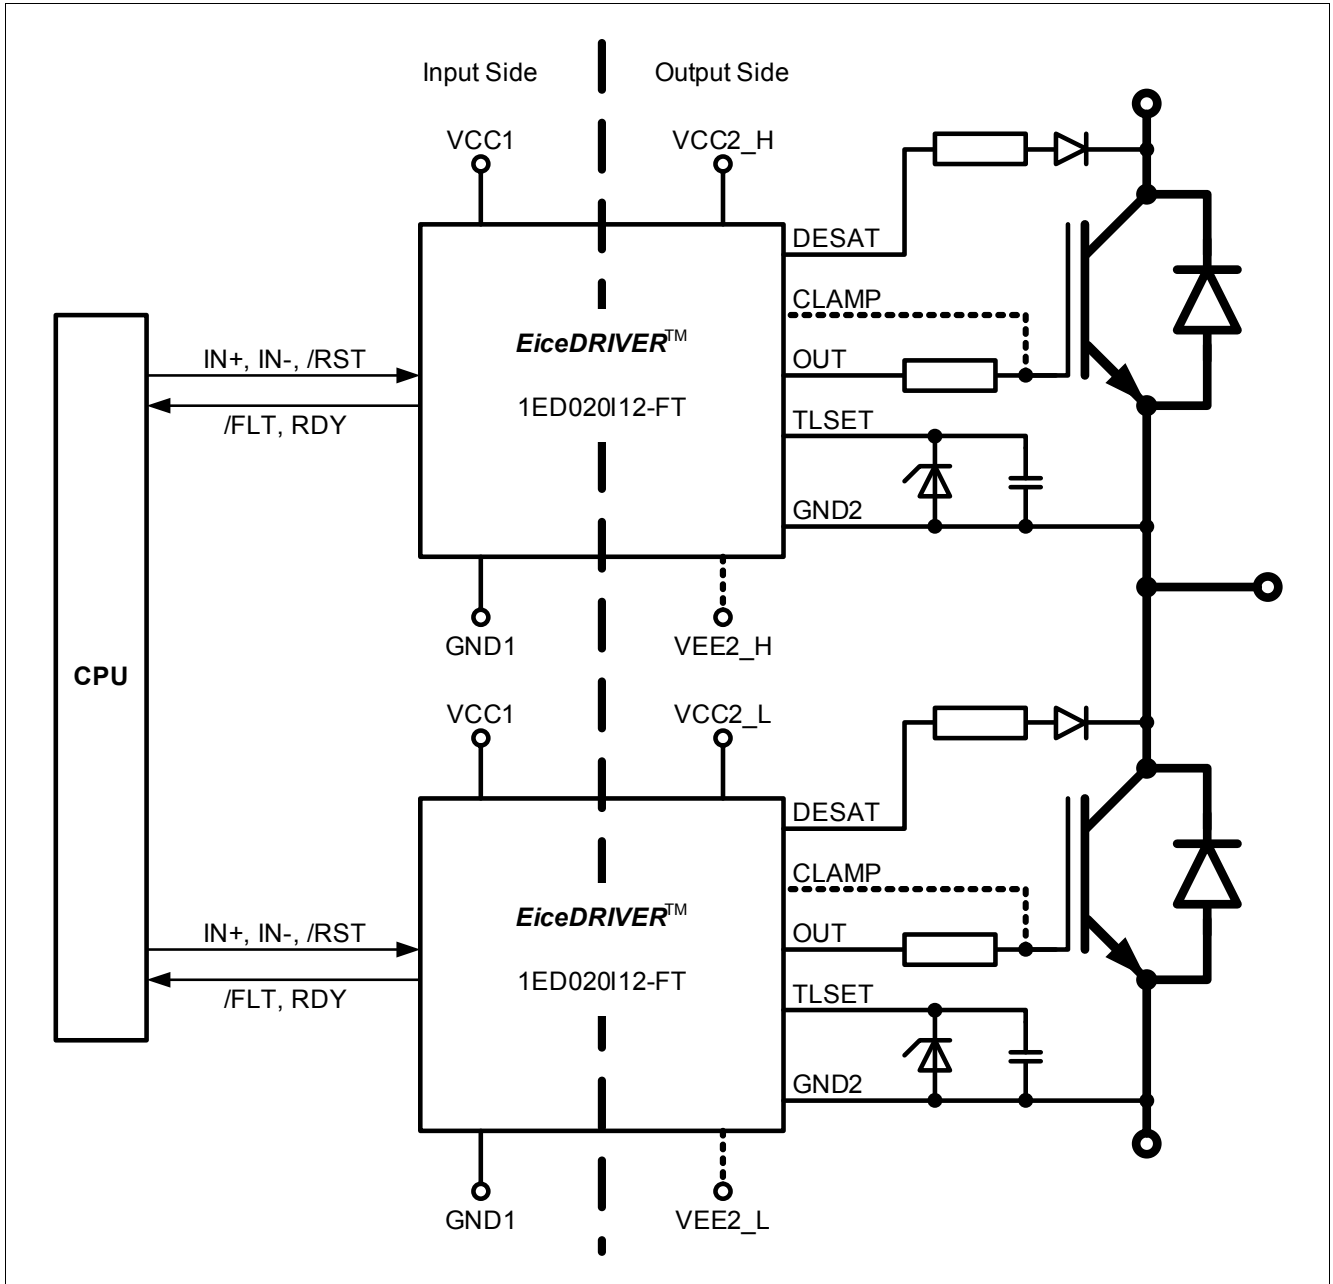 Input Side
Output Side
VCC1
VCC2_H
DESAT
CLAMP
EiceDRIVER™
OUT
IN+, IN-, /RST
1ED020I12-FT
/FLT, RDY
TLSET
GND2
GND1
VEE2_H
CPU
VCC1
VCC2_L
DESAT
CLAMP
EiceDRIVER™
OUT
IN+, IN-, /RST
1ED020I12-FT
/FLT, RDY
TLSET
GND2
GND1
VEE2_L